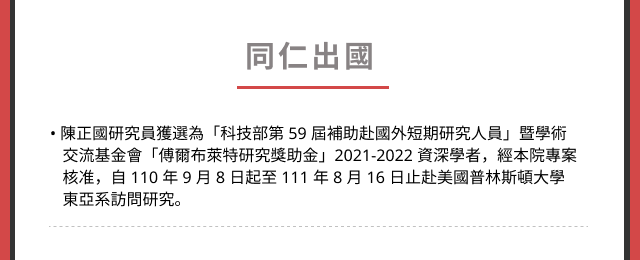 同仁出國
• 陳正國研究員獲選為「科技部第 59 屆補助赴國外短期研究人員」暨學術
交流基金會「傅爾布萊特研究獎助金」2021-2022 資深學者，經本院專案
核准，自 110 年 9 月 8 日起至 111 年 8 月 16 日止赴美國普林斯頓大學
東亞系訪問研究。